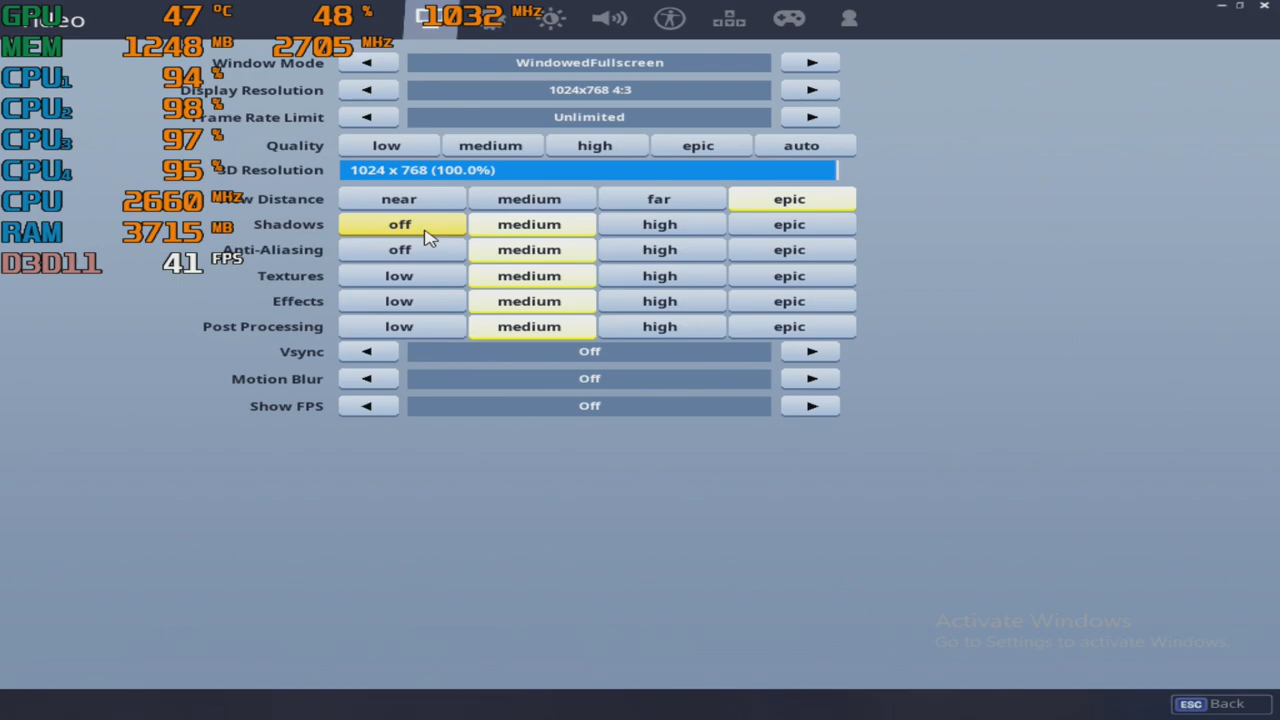 Video
GPU 47 °C 48 % 1032 MHz
MEM 1248 MB 2705 MHz
CPU1 94 %
CPU2 98 %
CPU3 97 %
CPU4 95 %
CPU 2660 MHz
RAM 3715 MB
D3D11 41 FPS
Window Mode WindowedFullscreen
Display Resolution 1024x768 4:3
Frame Rate Limit Unlimited
Quality low medium high epic auto
3D Resolution 1024 x 768 (100.0%)
View Distance near medium far epic
Shadows off medium high epic
Anti-Aliasing off medium high epic
Textures low medium high epic
Effects low medium high epic
Post Processing low medium high epic
Vsync Off
Motion Blur Off
Show FPS Off
Activate Windows
Go to Settings to activate Windows.
ESC Back